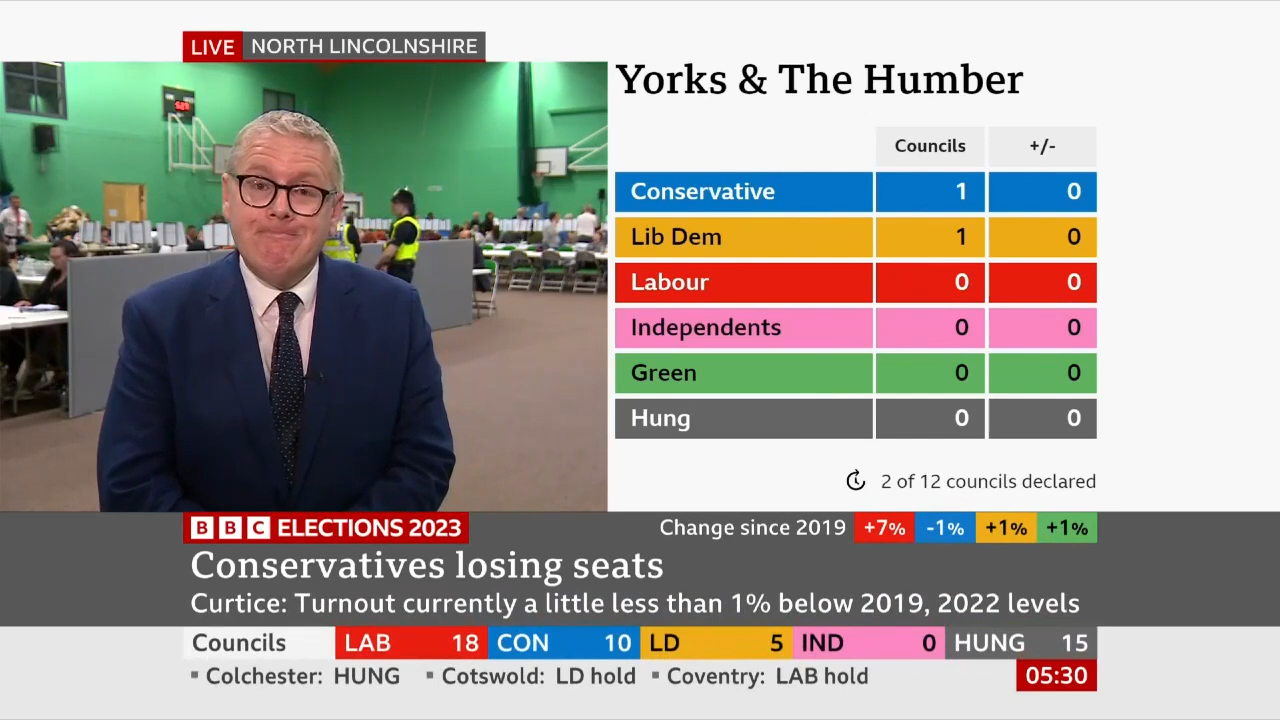 LIVE NORTH LINCOLNSHIRE
Yorks & The Humber
Councils +/-
Conservative 1 0
Lib Dem 1 0
Labour 0 0
Independents 0 0
Green 0 0
Hung 0 0
2 of 12 councils declared
BBC ELECTIONS 2023 Change since 2019 +7% -1% +1% +1%
Conservatives losing seats
Curtice: Turnout currently a little less than 1% below 2019, 2022 levels
Councils LAB 18 CON 10 LD 5 IND 0 HUNG 15
▪ Colchester: HUNG ▪ Cotswold: LD hold ▪ Coventry: LAB hold 05:30